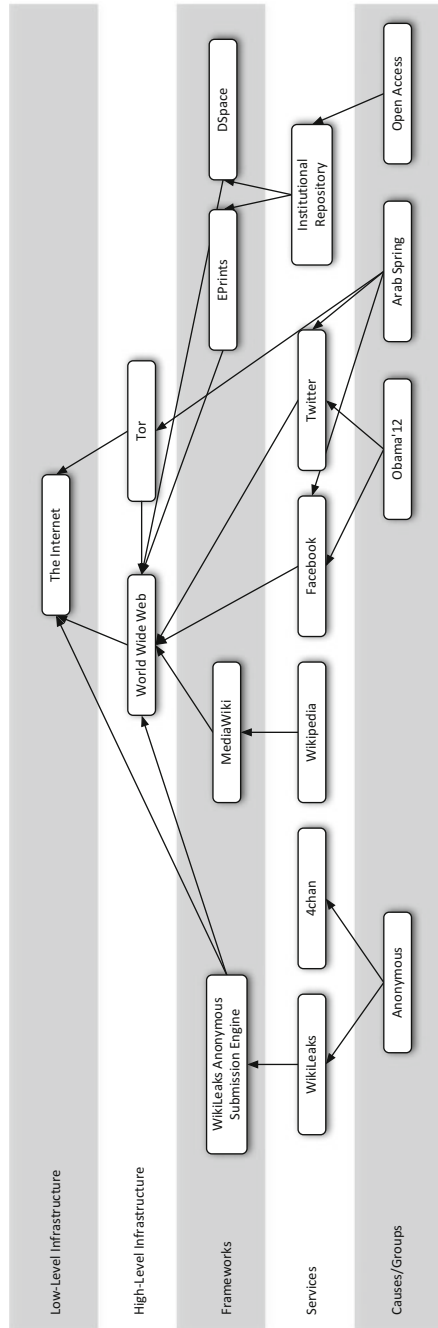 Low-Level Infrastructure
The Internet
High-Level Infrastructure
World Wide Web
Tor
Frameworks
WikiLeaks Anonymous
Submission Engine
MediaWiki
EPrints
DSpace
Services
WikiLeaks
4chan
Wikipedia
Facebook
Twitter
Institutional
Repository
Causes/Groups
Anonymous
Obama'12
Arab Spring
Open Access